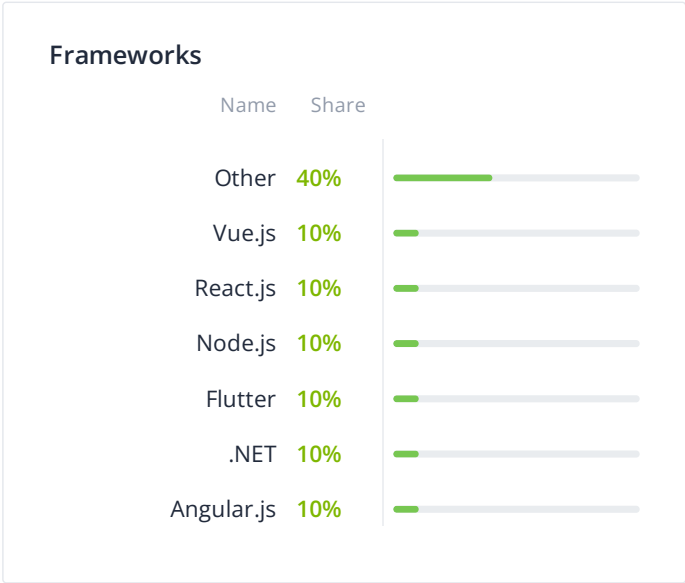 Frameworks
Name Share
Other 40%
Vue.js 10%
React.js 10%
Node.js 10%
Flutter 10%
.NET 10%
Angular.js 10%